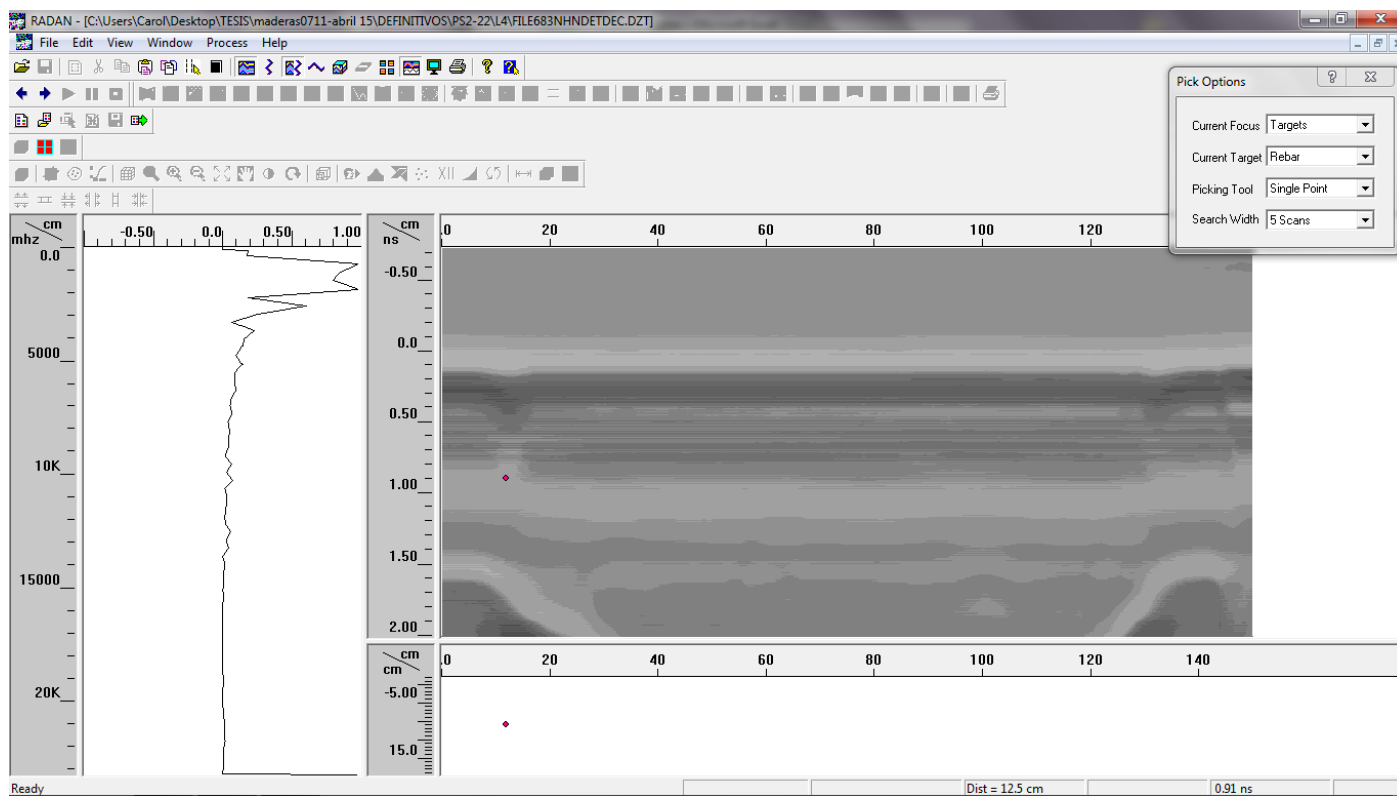 RADAN - [C:\Users\Carol\Desktop\TESIS\maderas0711-abril 15\DEFINITIVOS\PS2-22\L4\FILE683NHNDETDEC.DZT]
File Edit View Window Process Help
Pick Options
Current Focus Targets
Current Target Rebar
Picking Tool Single Point
Search Width 5 Scans
XII
cm
mhz
-0.50 0.0 0.50 1.00
cm
ns
.0 20 40 60 80 100 120
0.0
5000
10K
15000
20K
-0.50
0.0
0.50
1.00
1.50
2.00
cm
cm
.0 20 40 60 80 100 120 140
-5.00
15.0
Ready
Dist = 12.5 cm
0.91 ns